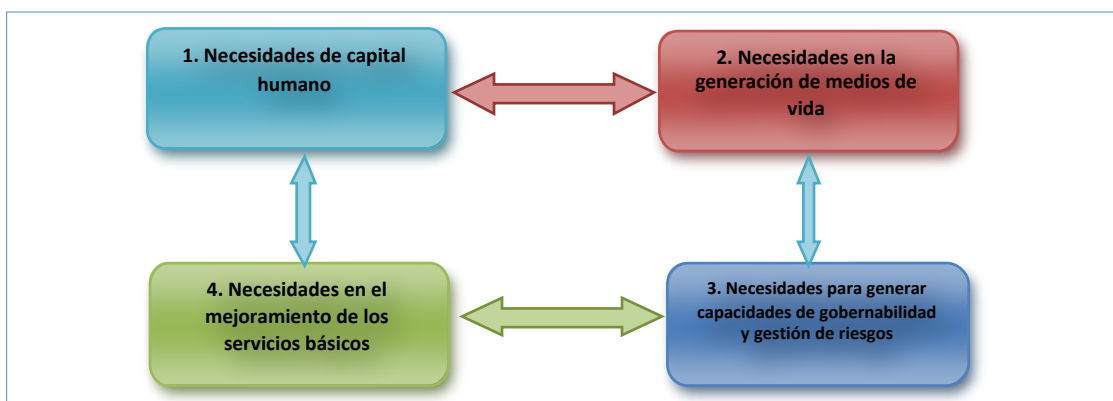 1. Necesidades de capital
humano
2. Necesidades en la
generación de medios de
vida
4. Necesidades en el
mejoramiento de los
servicios básicos
3. Necesidades para generar
capacidades de gobernabilidad
y gestión de riesgos